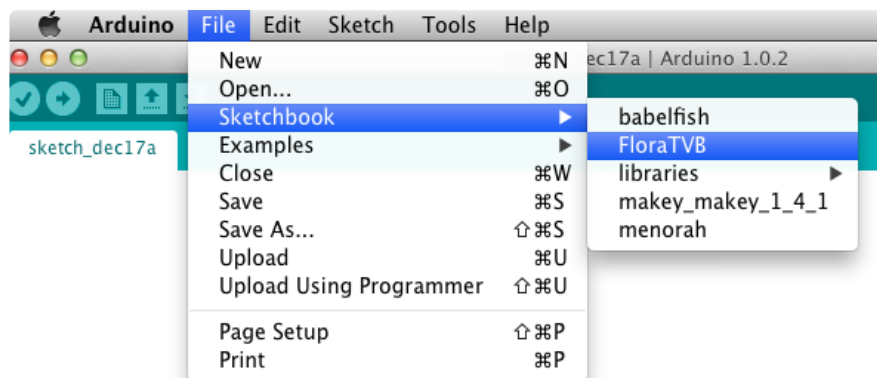 Arduino File Edit Sketch Tools Help
ec17a | Arduino 1.0.2
sketch_dec17a
New ⌘N
Open... ⌘O
Sketchbook ▶
Examples ▶
Close ⌘W
Save ⌘S
Save As... ⇧⌘S
Upload ⌘U
Upload Using Programmer ⇧⌘U
Page Setup ⇧⌘P
Print ⌘P
babelfish
FloraTVB
libraries ▶
makey_makey_1_4_1
menorah